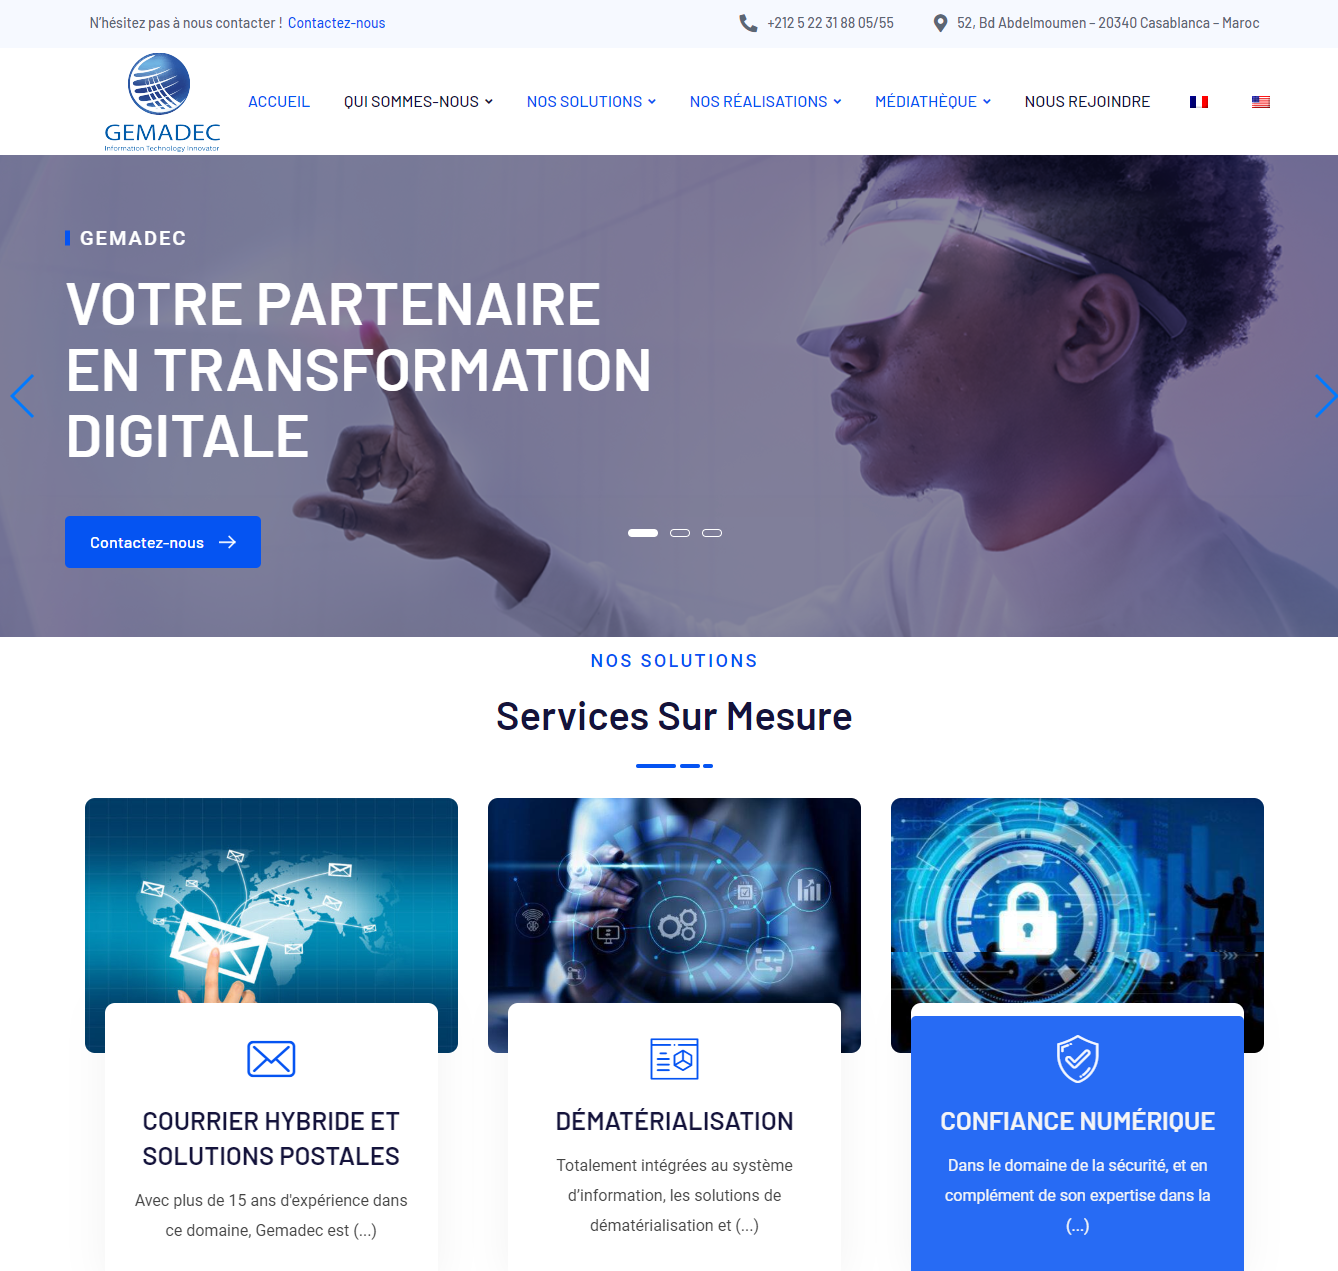 N’hésitez pas à nous contacter ! Contactez-nous
+212 5 22 31 88 05/55
52, Bd Abdelmoumen – 20340 Casablanca – Maroc
GEMADEC
Information Technology Innovator
ACCUEIL
QUI SOMMES-NOUS
NOS SOLUTIONS
NOS RÉALISATIONS
MÉDIATHÈQUE
NOUS REJOINDRE
GEMADEC
VOTRE PARTENAIRE
EN TRANSFORMATION
DIGITALE
Contactez-nous
NOS SOLUTIONS
Services Sur Mesure
COURRIER HYBRIDE ET
SOLUTIONS POSTALES
Avec plus de 15 ans d'expérience dans
ce domaine, Gemadec est (...)
DÉMATÉRIALISATION
Totalement intégrées au système
d’information, les solutions de
dématérialisation et (...)
CONFIANCE NUMÉRIQUE
Dans le domaine de la sécurité, et en
complément de son expertise dans la
(...)